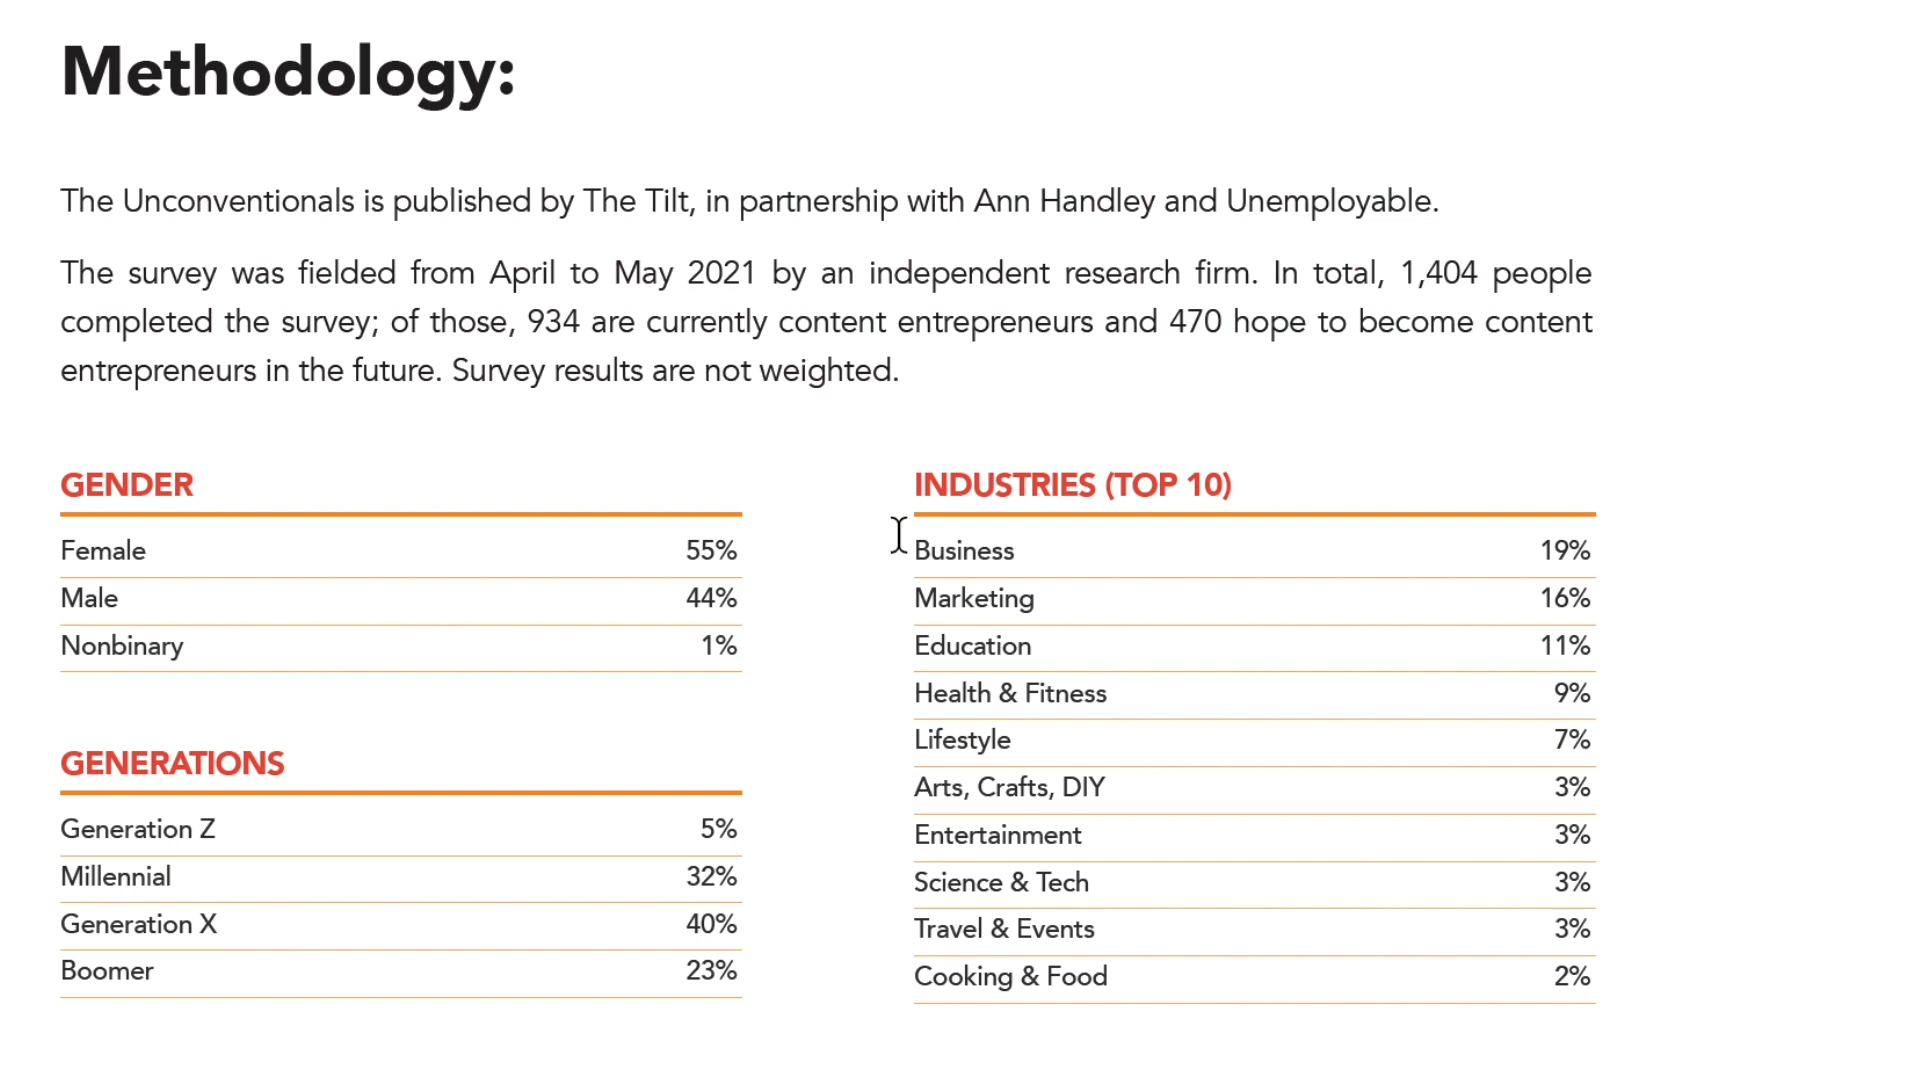 Methodology:
The Unconventionals is published by The Tilt, in partnership with Ann Handley and Unemployable.
The survey was fielded from April to May 2021 by an independent research firm. In total, 1,404 people
completed the survey; of those, 934 are currently content entrepreneurs and 470 hope to become content
entrepreneurs in the future. Survey results are not weighted.
GENDER
Female 55%
Male 44%
Nonbinary 1%
GENERATIONS
Generation Z 5%
Millennial 32%
Generation X 40%
Boomer 23%
INDUSTRIES (TOP 10)
Business 19%
Marketing 16%
Education 11%
Health & Fitness 9%
Lifestyle 7%
Arts, Crafts, DIY 3%
Entertainment 3%
Science & Tech 3%
Travel & Events 3%
Cooking & Food 2%